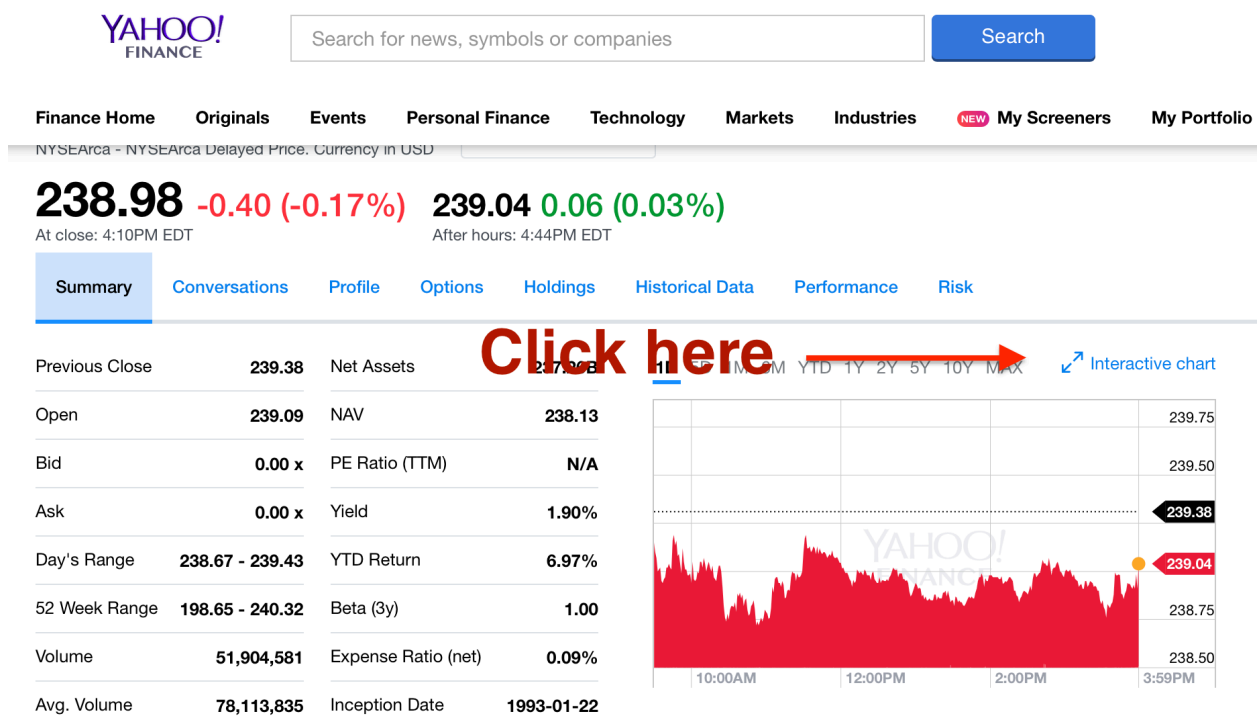 YAHOO!
FINANCE
Search for news, symbols or companies
Search
Finance Home Originals Events Personal Finance Technology Markets Industries NEW My Screeners My Portfolio
NYSEArca - NYSEArca Delayed Price. Currency in USD
238.98 -0.40 (-0.17%) 239.04 0.06 (0.03%)
At close: 4:10PM EDT After hours: 4:44PM EDT
Summary Conversations Profile Options Holdings Historical Data Performance Risk
Click here
Previous Close 239.38
Open 239.09
Bid 0.00 x
Ask 0.00 x
Day's Range 238.67 - 239.43
52 Week Range 198.65 - 240.32
Volume 51,904,581
Avg. Volume 78,113,835
Net Assets
NAV 238.13
PE Ratio (TTM) N/A
Yield 1.90%
YTD Return 6.97%
Beta (3y) 1.00
Expense Ratio (net) 0.09%
Inception Date 1993-01-22
1D 1M YTD 1Y 2Y 5Y 10Y MAX
Interactive chart
239.75
239.50
239.38
239.04
238.75
238.50
YAHOO!
FINANCE
10:00AM 12:00PM 2:00PM 3:59PM